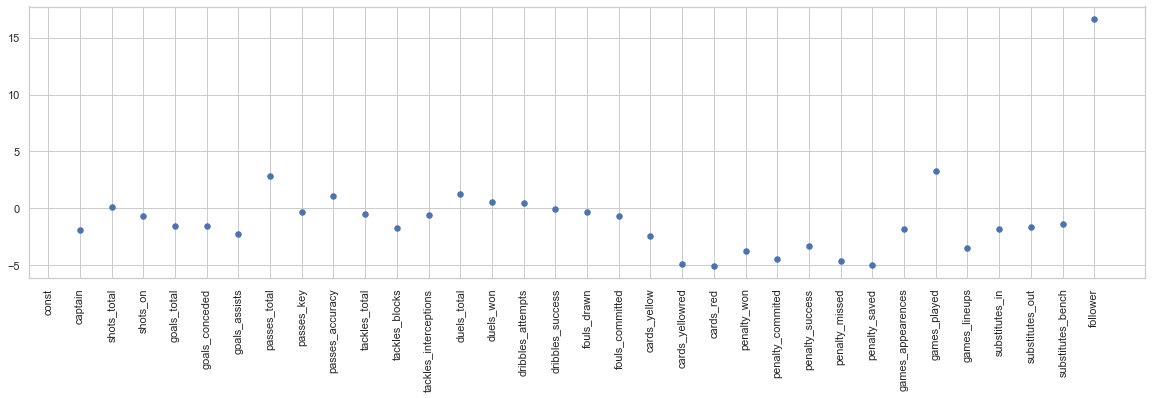 15
10
5
0
−5
const
captain
shots_total
shots_on
goals_total
goals_conceded
goals_assists
passes_total
passes_key
passes_accuracy
tackles_total
tackles_blocks
tackles_interceptions
duels_total
duels_won
dribbles_attempts
dribbles_success
fouls_drawn
fouls_committed
cards_yellow
cards_yellowred
cards_red
penalty_won
penalty_commited
penalty_success
penalty_missed
penalty_saved
games_appearences
games_played
games_lineups
substitutes_in
substitutes_out
substitutes_bench
follower